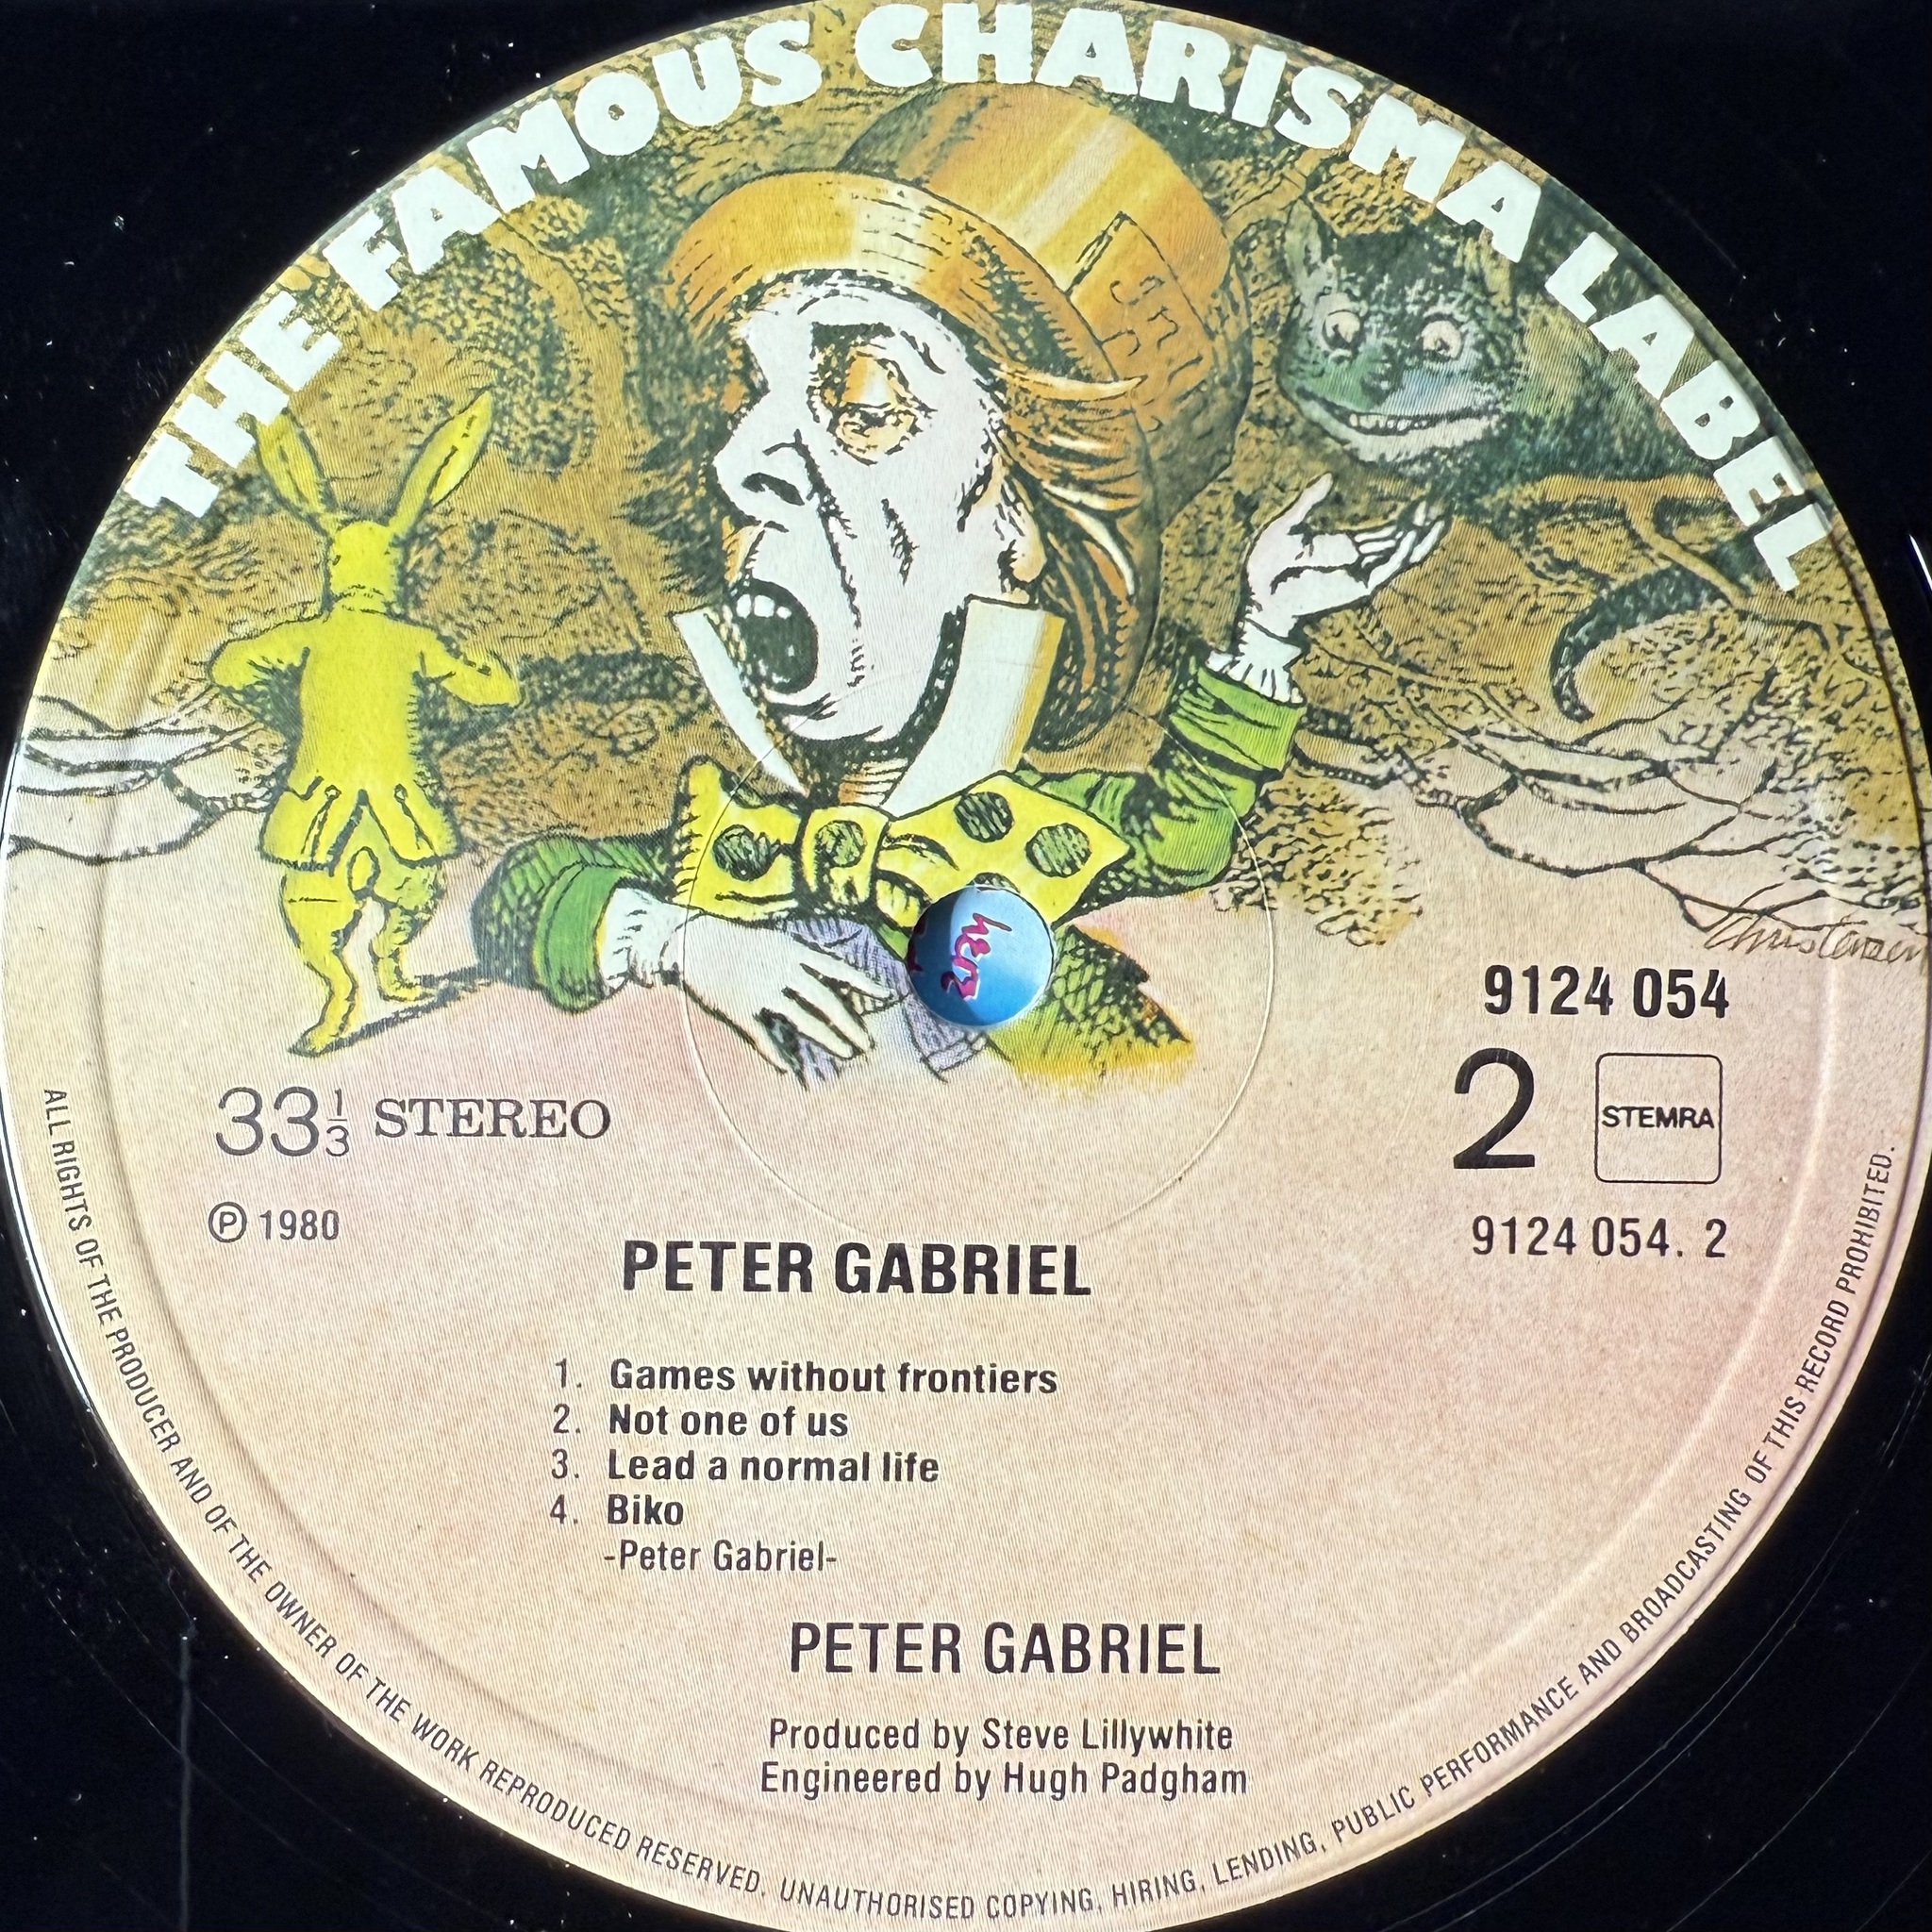 THE FAMOUS CHARISMA LABEL
Christensen
9124 054
33⅓ STEREO
2
STEMRA
℗ 1980
9124 054. 2
PETER GABRIEL
1. Games without frontiers
2. Not one of us
3. Lead a normal life
4. Biko
-Peter Gabriel-
PETER GABRIEL
Produced by Steve Lillywhite
Engineered by Hugh Padgham
ALL RIGHTS OF THE PRODUCER AND OF THE OWNER OF THE WORK REPRODUCED RESERVED. UNAUTHORISED COPYING, HIRING, LENDING, PUBLIC PERFORMANCE AND BROADCASTING OF THIS RECORD PROHIBITED.